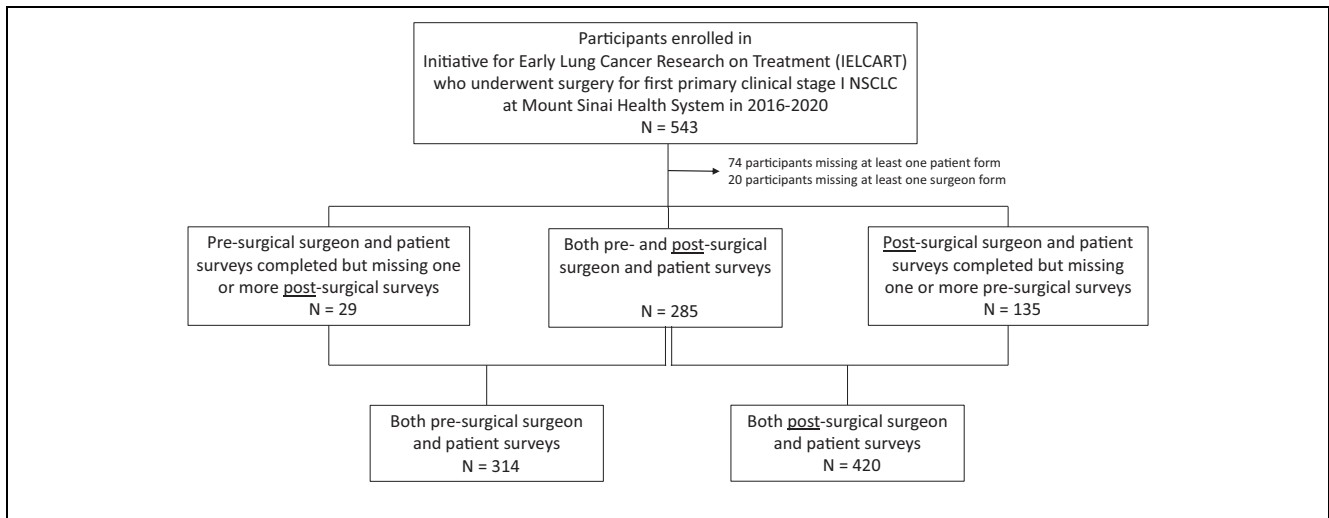 Participants enrolled in
Initiative for Early Lung Cancer Research on Treatment (IELCART)
who underwent surgery for first primary clinical stage I NSCLC
at Mount Sinai Health System in 2016-2020
N = 543
74 participants missing at least one patient form
20 participants missing at least one surgeon form
Pre-surgical surgeon and patient
surveys completed but missing one
or more post-surgical surveys
N = 29
Both pre- and post-surgical
surgeon and patient surveys
N = 285
Post-surgical surgeon and patient
surveys completed but missing
one or more pre-surgical surveys
N = 135
Both pre-surgical surgeon
and patient surveys
N = 314
Both post-surgical surgeon
and patient surveys
N = 420